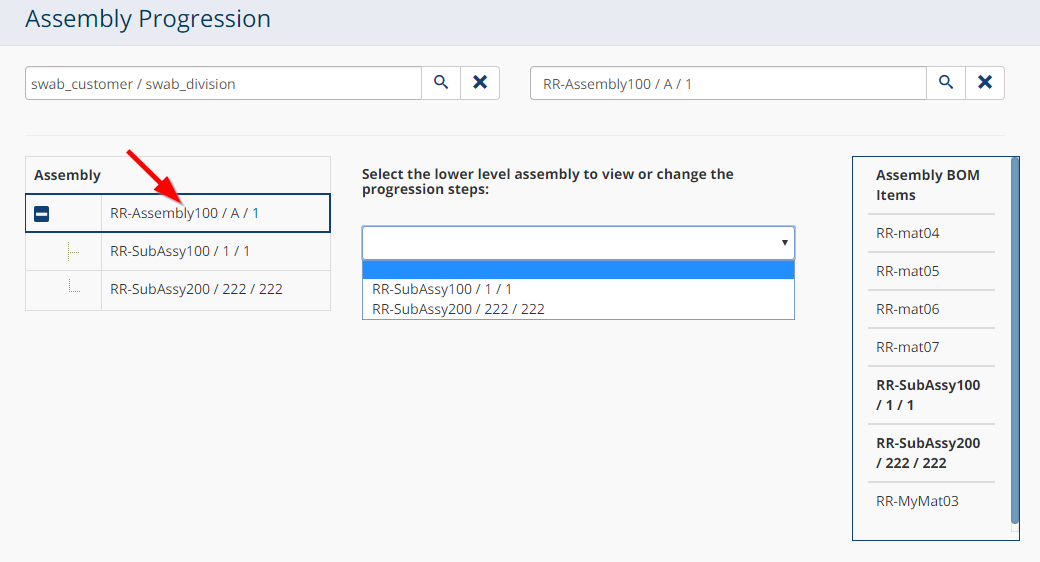 Assembly Progression
swab_customer / swab_division
RR-Assembly100 / A / 1
Assembly
RR-Assembly100 / A / 1
RR-SubAssy100 / 1 / 1
RR-SubAssy200 / 222 / 222
Select the lower level assembly to view or change the
progression steps:
RR-SubAssy100 / 1 / 1
RR-SubAssy200 / 222 / 222
Assembly BOM
Items
RR-mat04
RR-mat05
RR-mat06
RR-mat07
RR-SubAssy100
/ 1 / 1
RR-SubAssy200
/ 222 / 222
RR-MyMat03